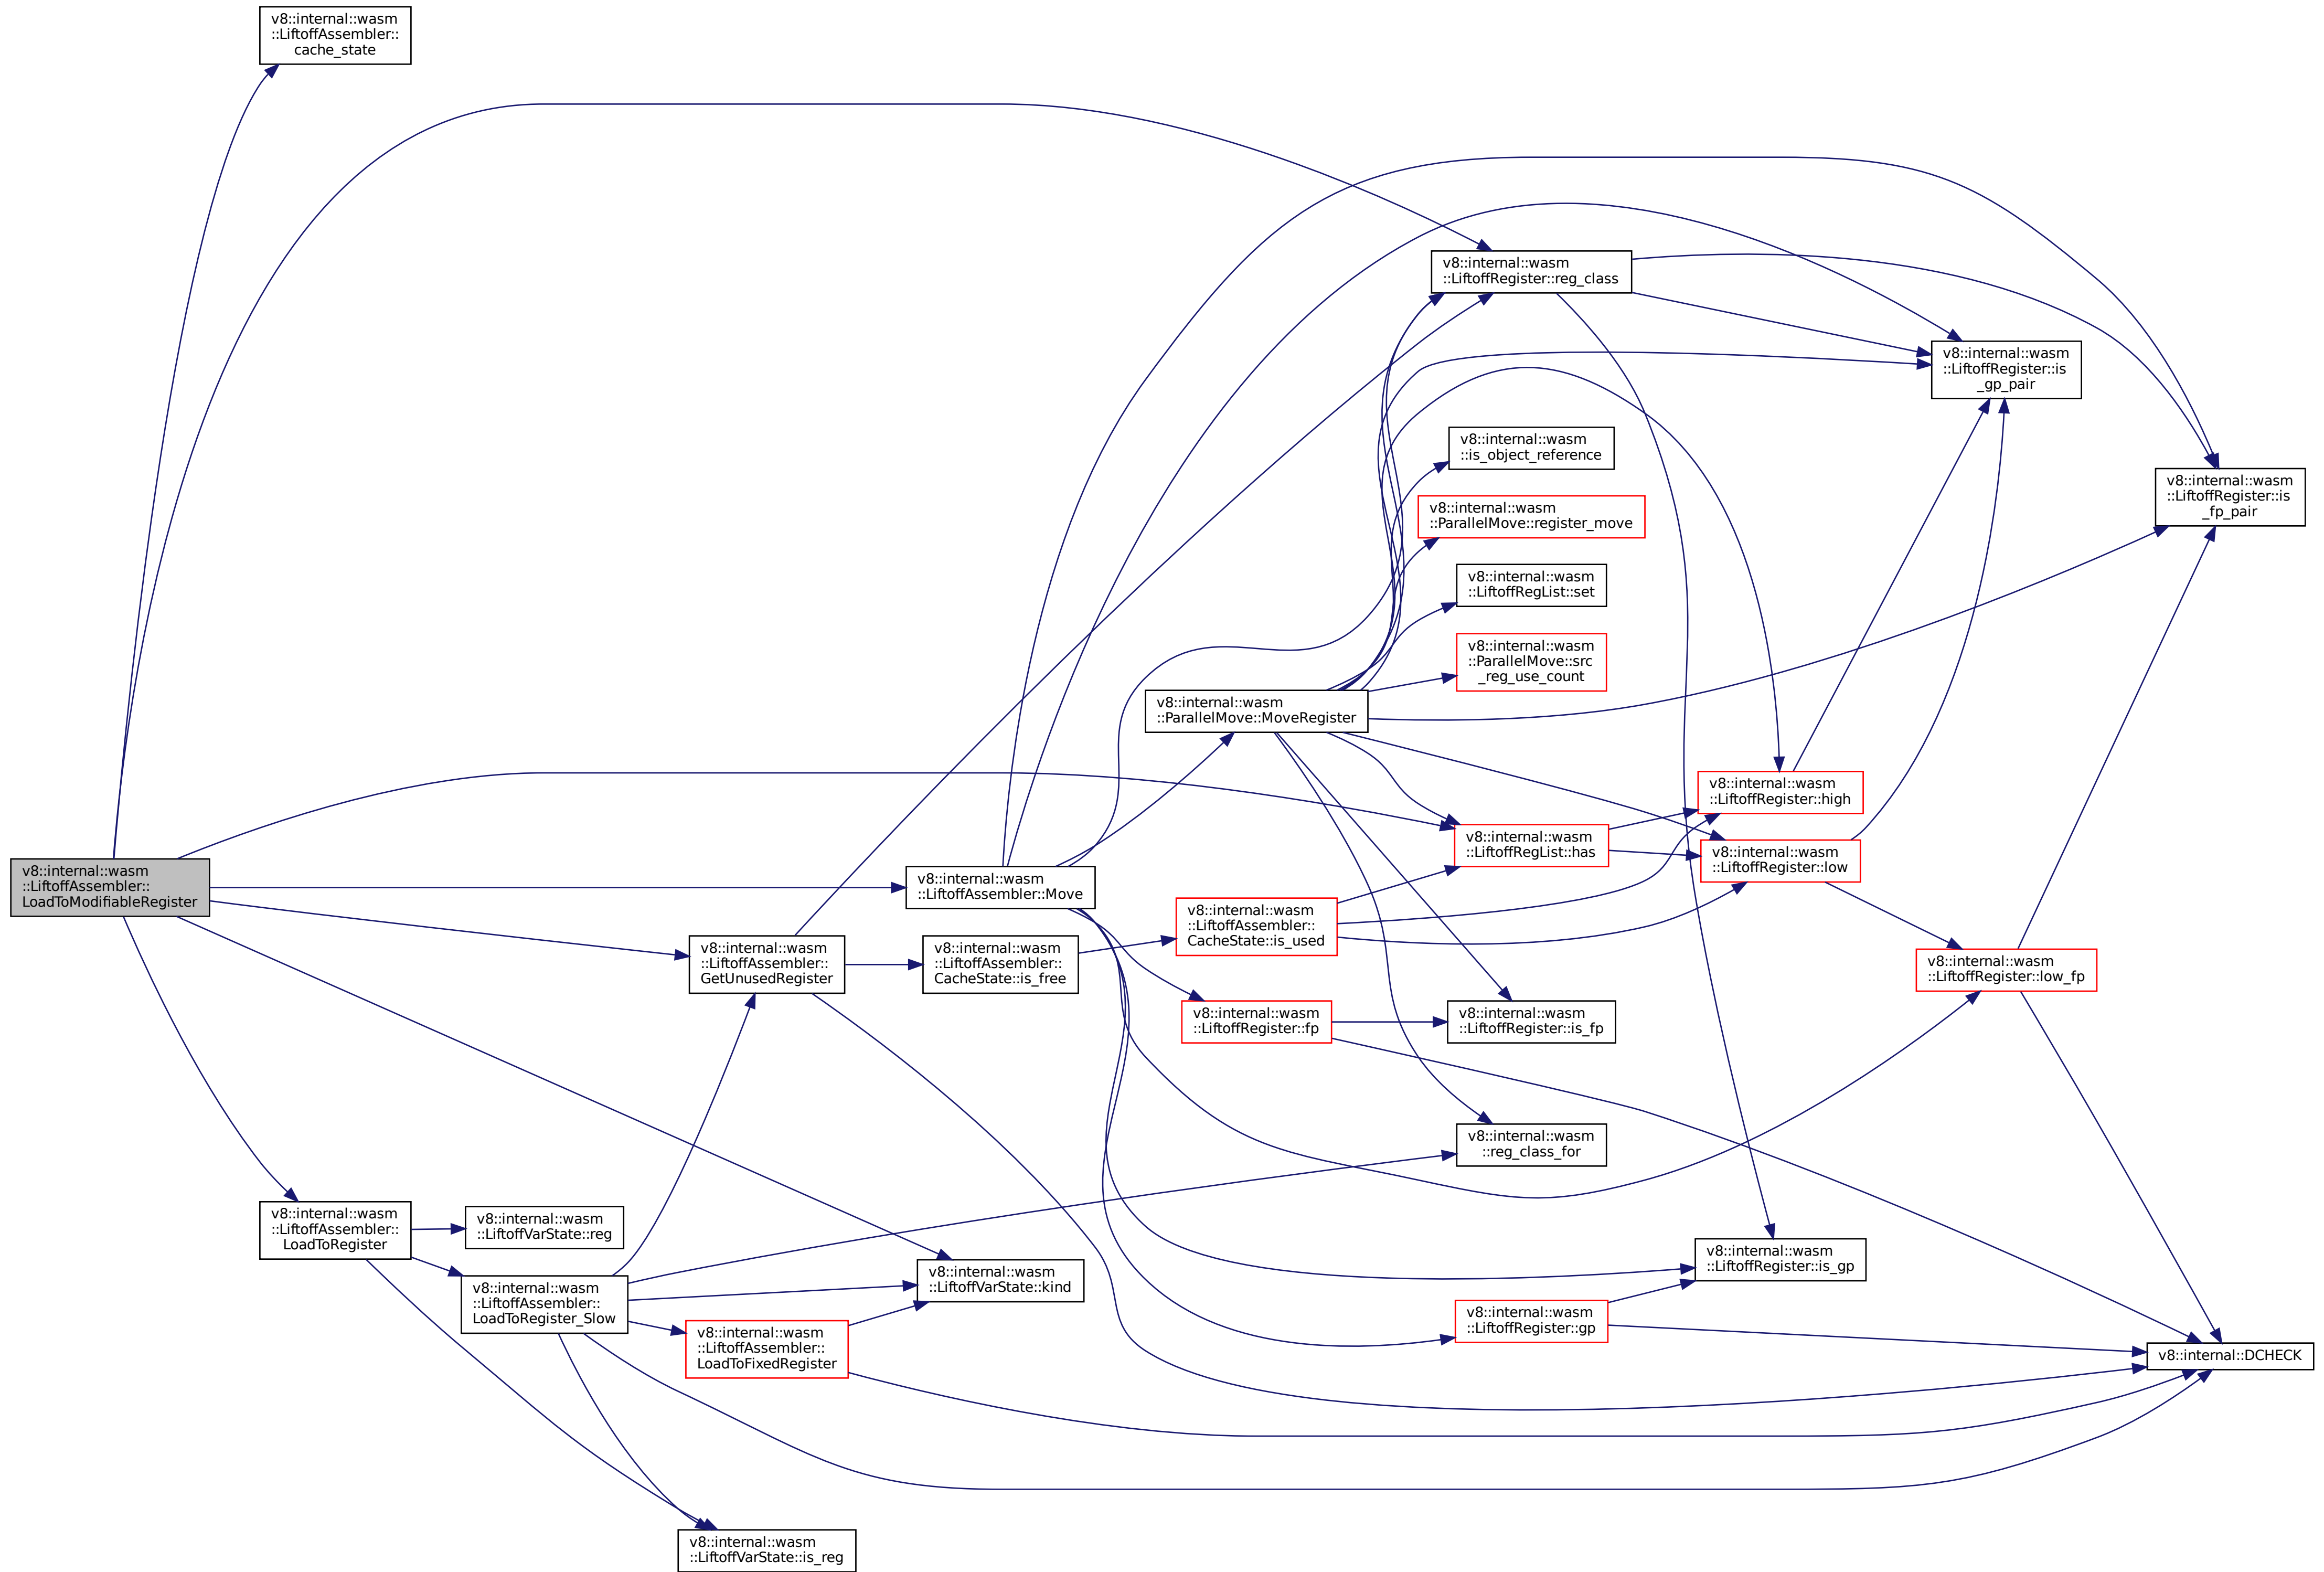 v8::internal::wasm
::LiftoffAssembler::
cache_state
v8::internal::wasm
::LiftoffRegister::reg_class
v8::internal::wasm
::LiftoffRegister::is
_gp_pair
v8::internal::wasm
::is_object_reference
v8::internal::wasm
::LiftoffRegister::is
_fp_pair
v8::internal::wasm
::ParallelMove::register_move
v8::internal::wasm
::LiftoffRegList::set
v8::internal::wasm
::ParallelMove::src
_reg_use_count
v8::internal::wasm
::ParallelMove::MoveRegister
v8::internal::wasm
::LiftoffRegister::high
v8::internal::wasm
::LiftoffRegList::has
v8::internal::wasm
::LiftoffRegister::low
v8::internal::wasm
::LiftoffAssembler::
LoadToModifiableRegister
v8::internal::wasm
::LiftoffAssembler::Move
v8::internal::wasm
::LiftoffAssembler::
CacheState::is_used
v8::internal::wasm
::LiftoffAssembler::
GetUnusedRegister
v8::internal::wasm
::LiftoffAssembler::
CacheState::is_free
v8::internal::wasm
::LiftoffRegister::low_fp
v8::internal::wasm
::LiftoffRegister::fp
v8::internal::wasm
::LiftoffRegister::is_fp
v8::internal::wasm
::reg_class_for
v8::internal::wasm
::LiftoffAssembler::
LoadToRegister
v8::internal::wasm
::LiftoffVarState::reg
v8::internal::wasm
::LiftoffRegister::is_gp
v8::internal::wasm
::LiftoffVarState::kind
v8::internal::wasm
::LiftoffAssembler::
LoadToRegister_Slow
v8::internal::wasm
::LiftoffRegister::gp
v8::internal::wasm
::LiftoffAssembler::
LoadToFixedRegister
v8::internal::DCHECK
v8::internal::wasm
::LiftoffVarState::is_reg